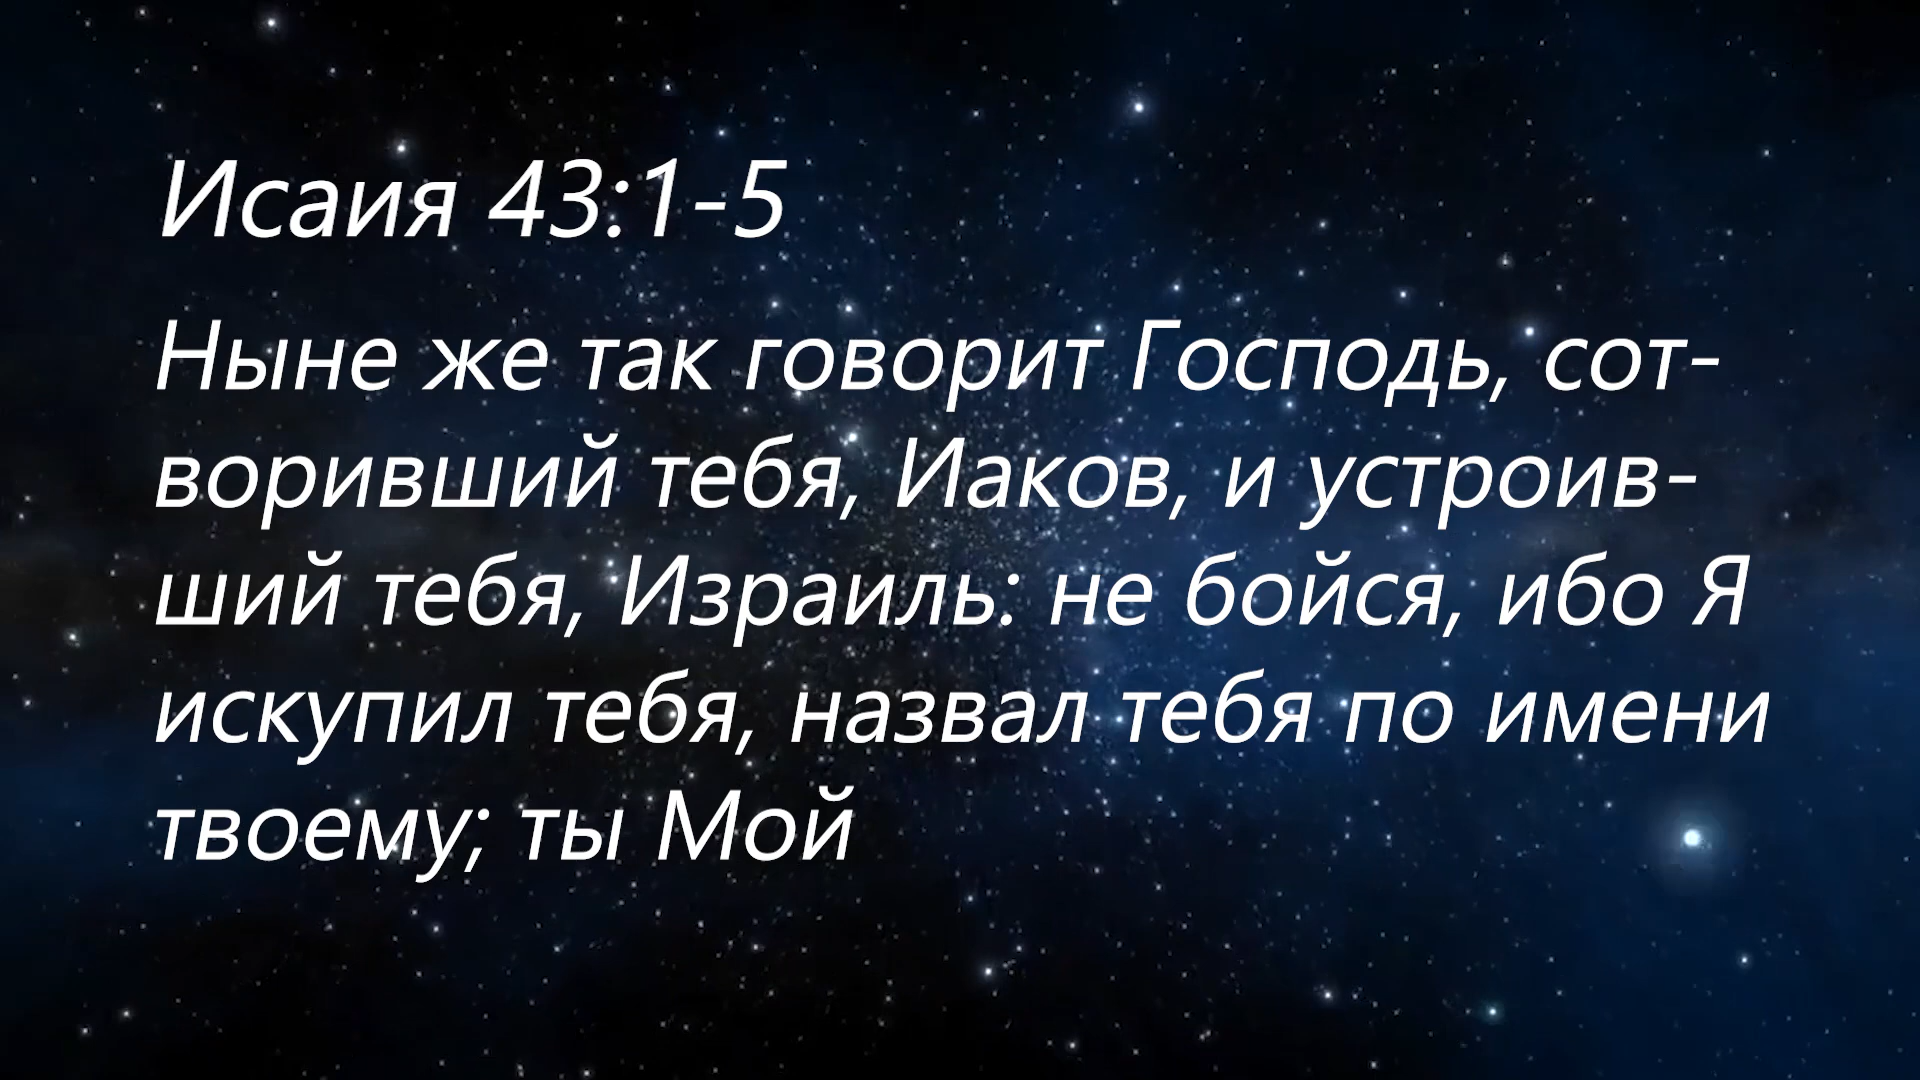 Исаия 43:1-5
Ныне же так говорит Господь, сот-
воривший тебя, Иаков, и устроив-
ший тебя, Израиль: не бойся, ибо Я
искупил тебя, назвал тебя по имени
твоему; ты Мой